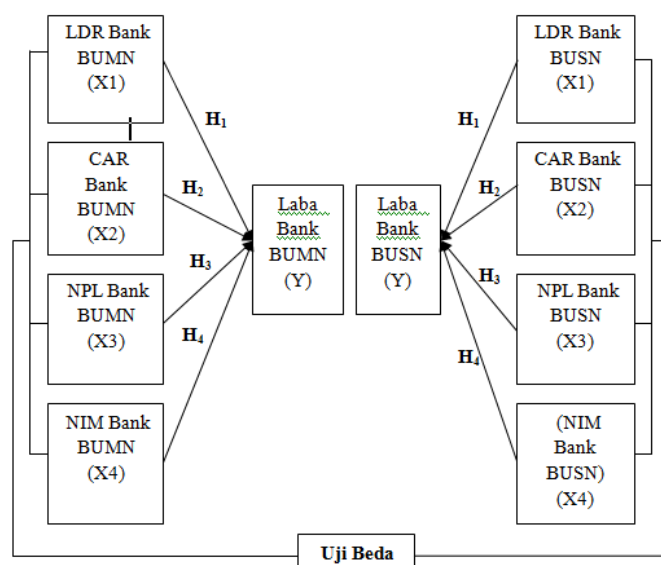 LDR Bank
BUMN
(X1)
H1
CAR
Bank
BUMN
(X2)
H2
NPL Bank
BUMN
(X3)
H3
NIM Bank
BUMN
(X4)
H4
Laba
Bank
BUMN
(Y)
Laba
Bank
BUSN
(Y)
LDR Bank
BUSN
(X1)
H1
CAR Bank
BUSN
(X2)
H2
NPL Bank
BUSN
(X3)
H3
(NIM
Bank
BUSN)
(X4)
H4
Uji Beda